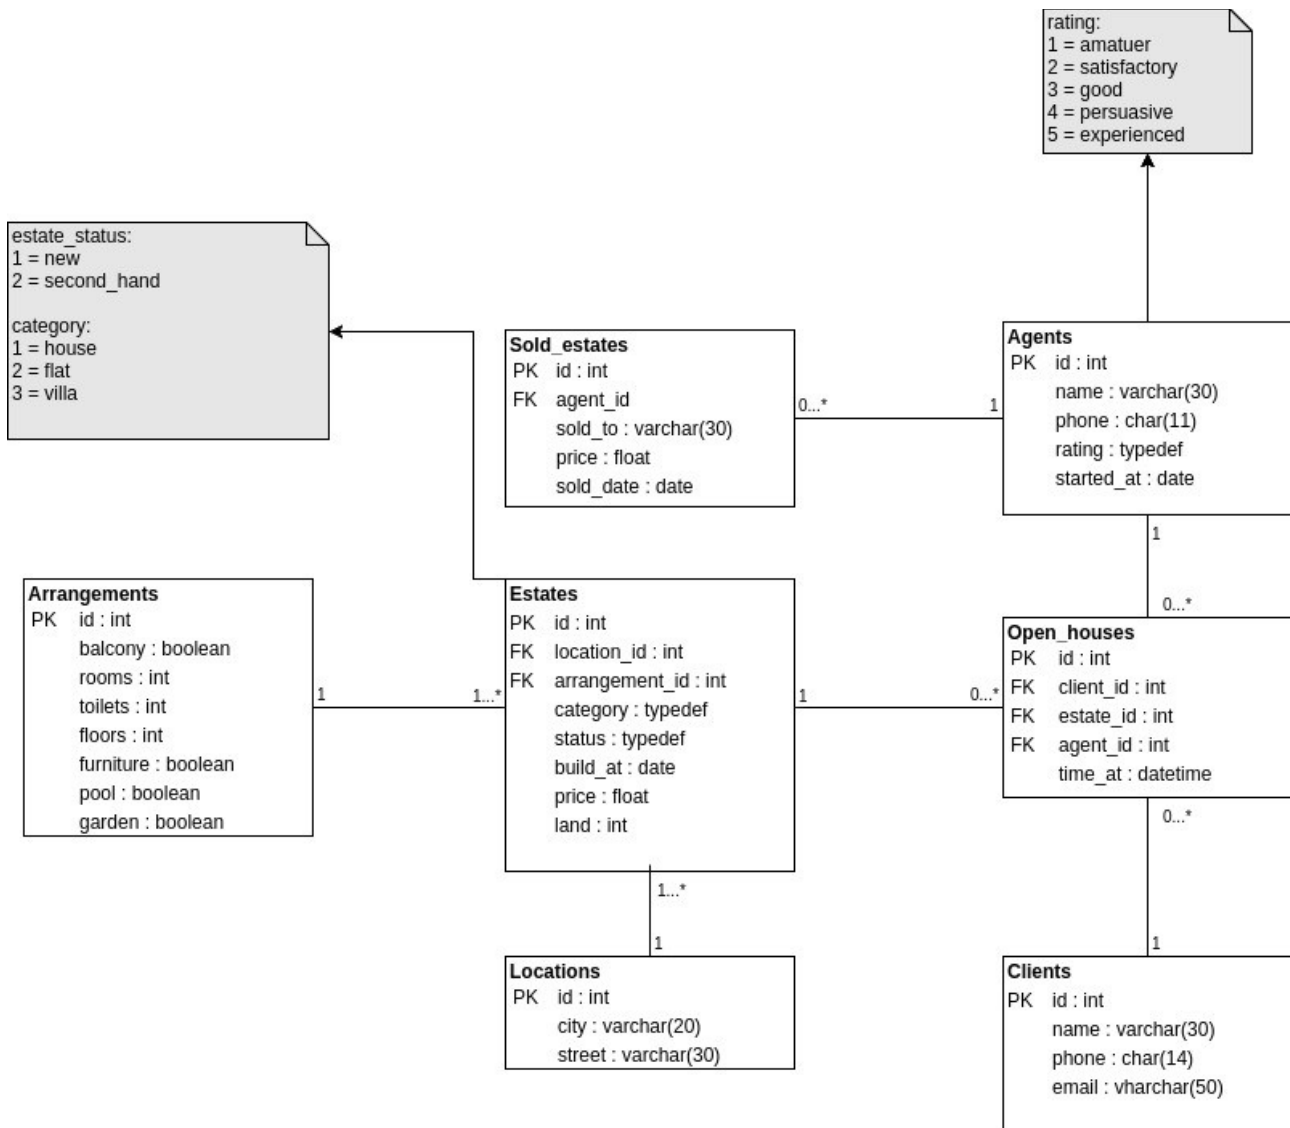 rating:
1 = amatuer
2 = satisfactory
3 = good
4 = persuasive
5 = experienced
estate_status:
1 = new
2 = second_hand
category:
1 = house
2 = flat
3 = villa
Sold_estates
PK id : int
FK agent_id
sold_to : varchar(30)
price : float
sold_date : date
0...*
1
Agents
PK id : int
name : varchar(30)
phone : char(11)
rating : typedef
started_at : date
1
0...*
Arrangements
PK id : int
balcony : boolean
rooms : int
toilets : int
floors : int
furniture : boolean
pool : boolean
garden : boolean
1
1...*
Estates
PK id : int
FK location_id : int
FK arrangement_id : int
category : typedef
status : typedef
build_at : date
price : float
land : int
1
0...*
Open_houses
PK id : int
FK client_id : int
FK estate_id : int
FK agent_id : int
time_at : datetime
1...*
1
0...*
1
Locations
PK id : int
city : varchar(20)
street : varchar(30)
Clients
PK id : int
name : varchar(30)
phone : char(14)
email : vharchar(50)